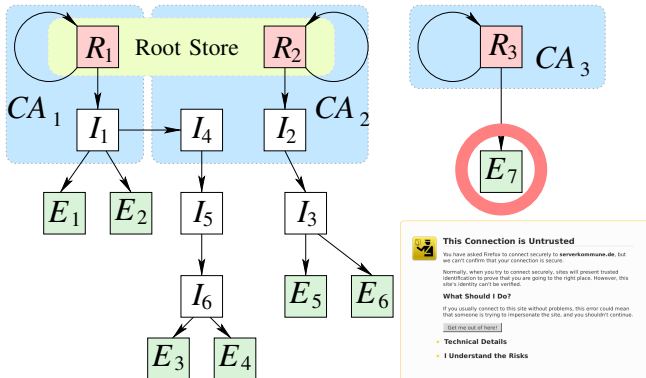 R1 Root Store R2 R3
CA1 CA2 CA3
I1 I4 I2
E7
E1 E2 I5 I3
I6 E5 E6
E3 E4
This Connection is Untrusted
You have asked Firefox to connect securely to serverkommune.de, but
we can't confirm that your connection is secure.
Normally, when you try to connect securely, sites will present trusted
identification to prove that you are going to the right place. However, this
site's identity can't be verified.
What Should I Do?
If you usually connect to this site without problems, this error could mean
that someone is trying to impersonate the site, and you shouldn't continue.
Get me out of here!
Technical Details
I Understand the Risks